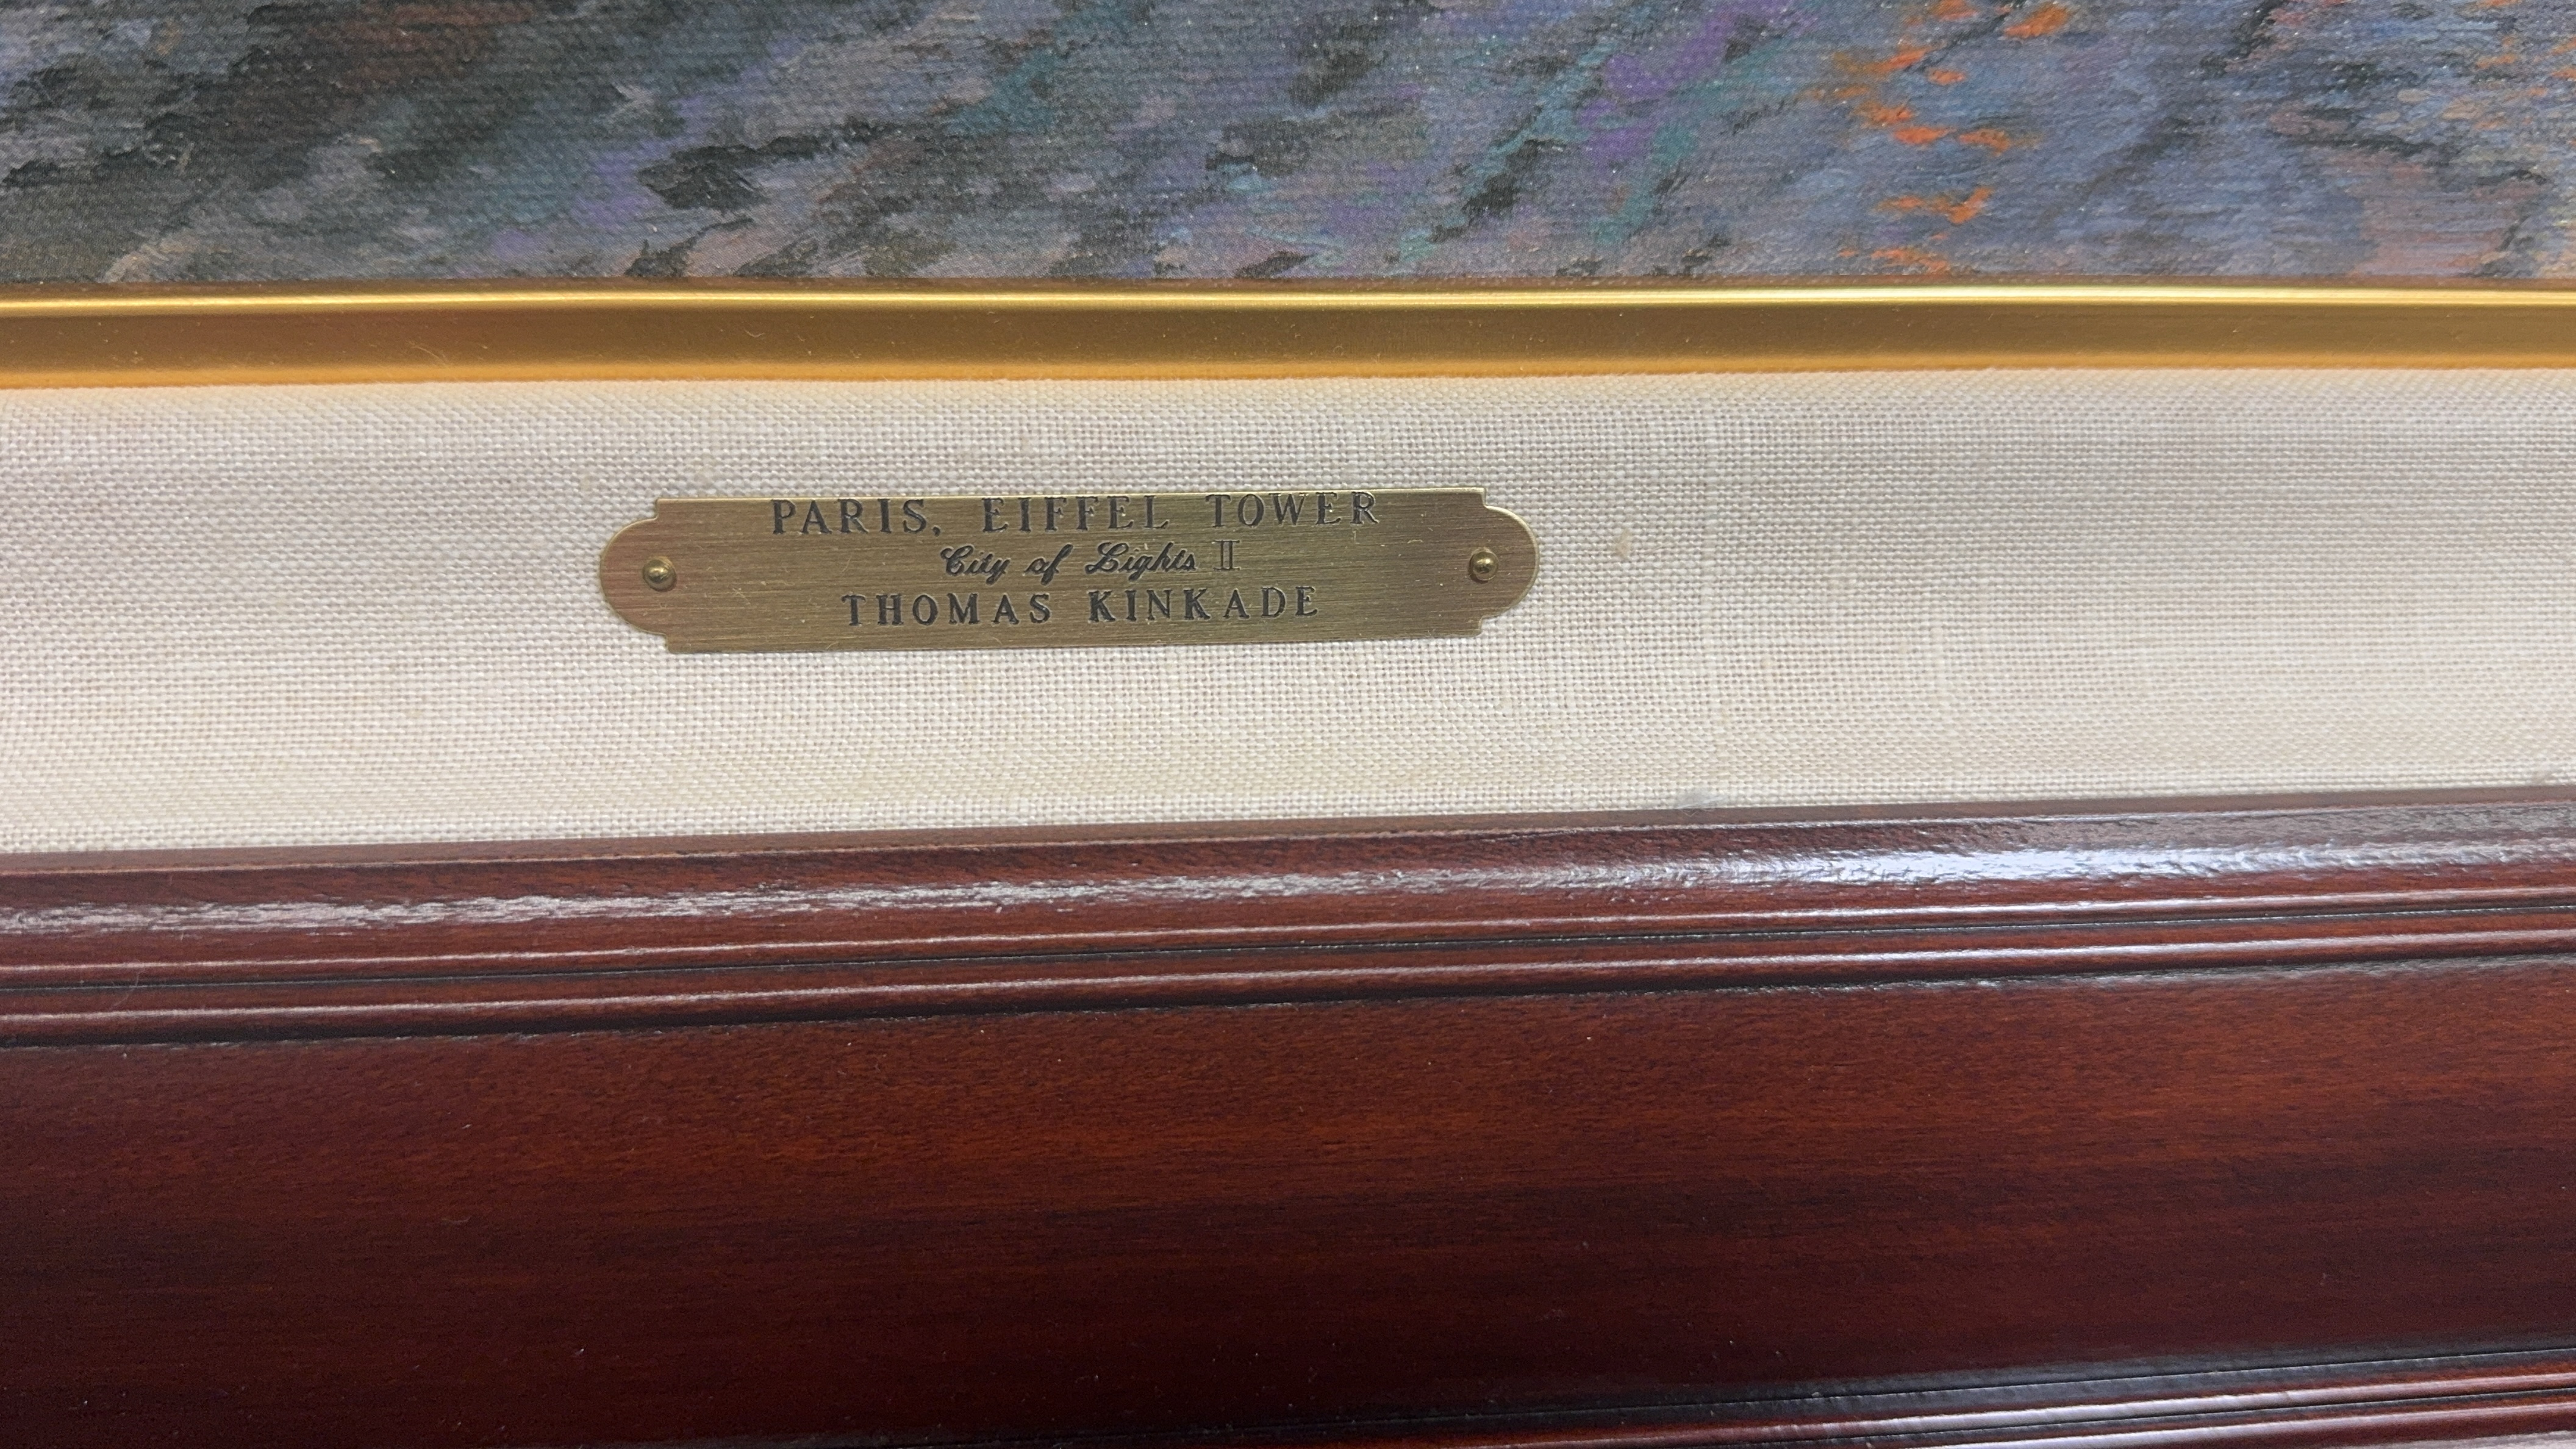 PARIS, EIFFEL TOWER
City of Lights II
THOMAS KINKADE